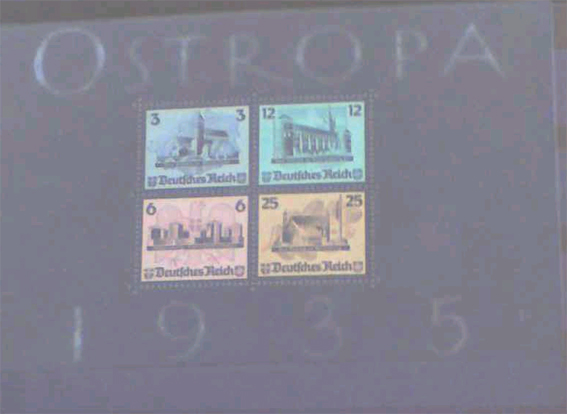 OSTROPA
3 3 12 12
Deutsches Reich Deutsches Reich
6 6 25 25
Deutsches Reich Deutsches Reich
1935